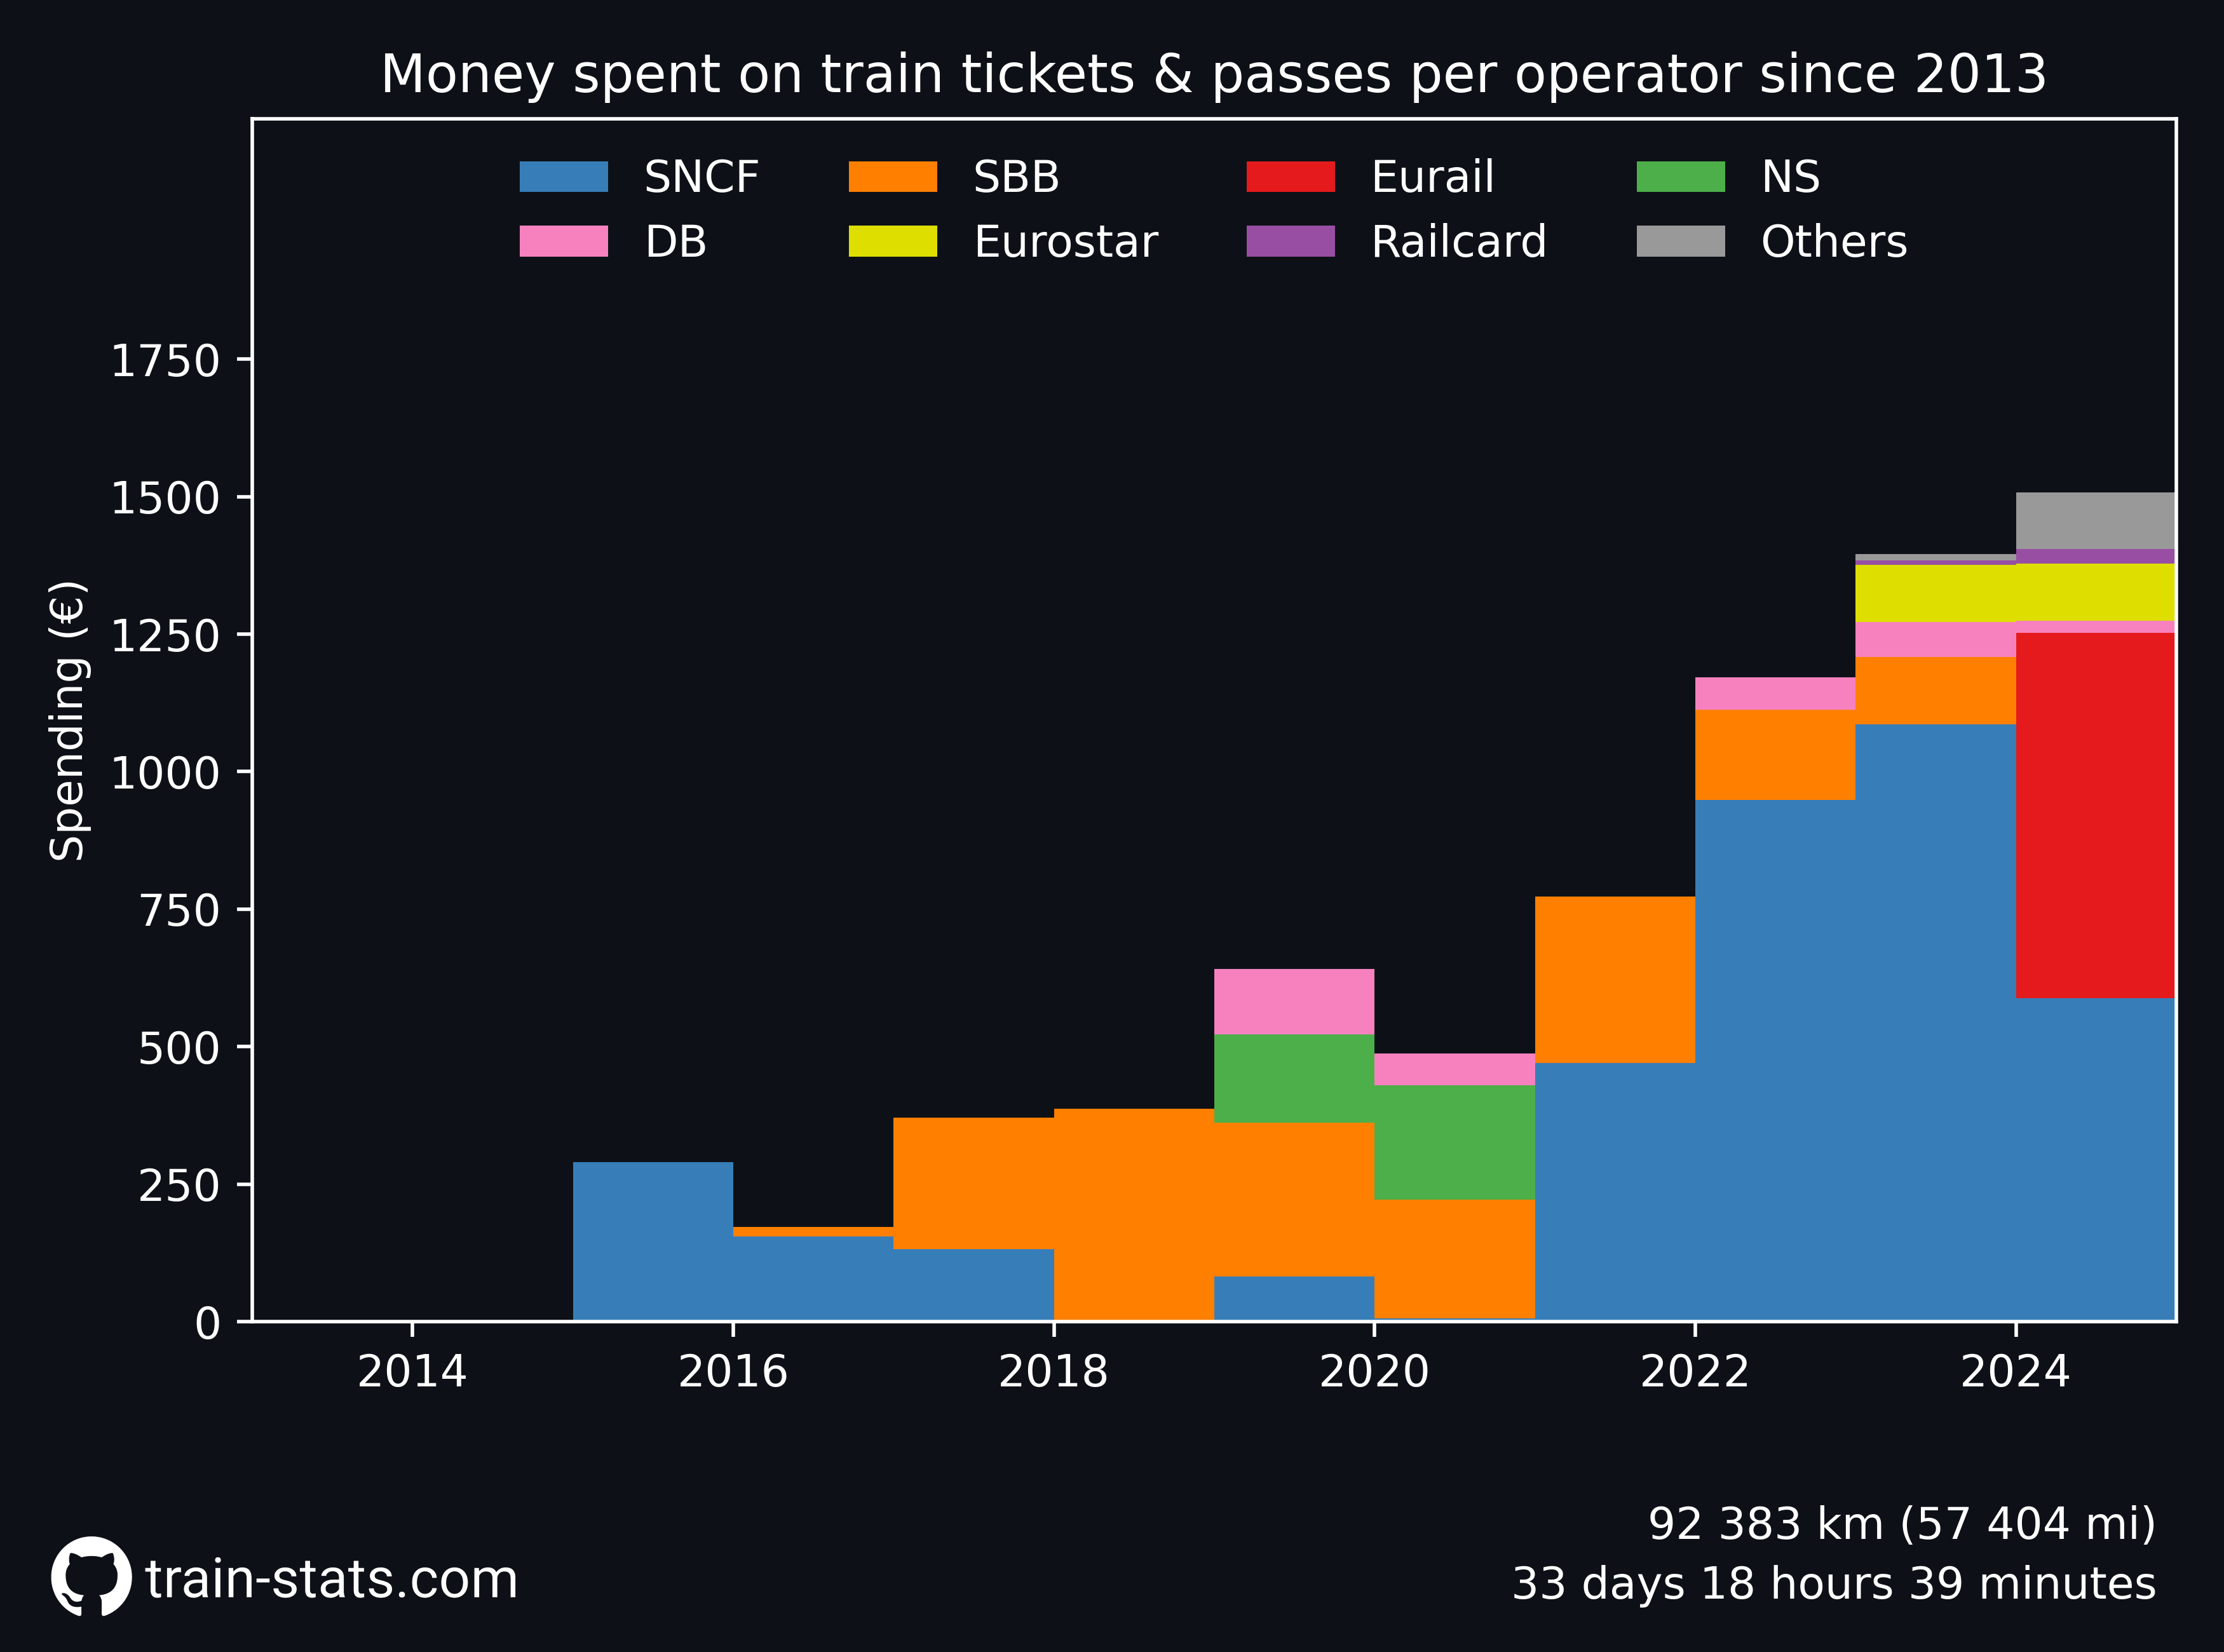 Money spent on train tickets & passes per operator since 2013
SNCF SBB Eurail NS
DB Eurostar Railcard Others
Spending (€)
1750
1500
1250
1000
750
500
250
0
2014 2016 2018 2020 2022 2024
92 383 km (57 404 mi)
train-stats.com
33 days 18 hours 39 minutes